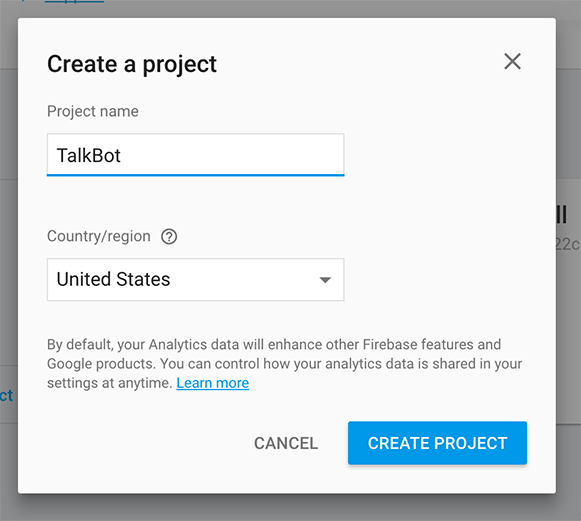 Create a project
Project name
TalkBot
Country/region
United States
By default, your Analytics data will enhance other Firebase features and
Google products. You can control how your analytics data is shared in your
settings at anytime. Learn more
CANCEL
CREATE PROJECT